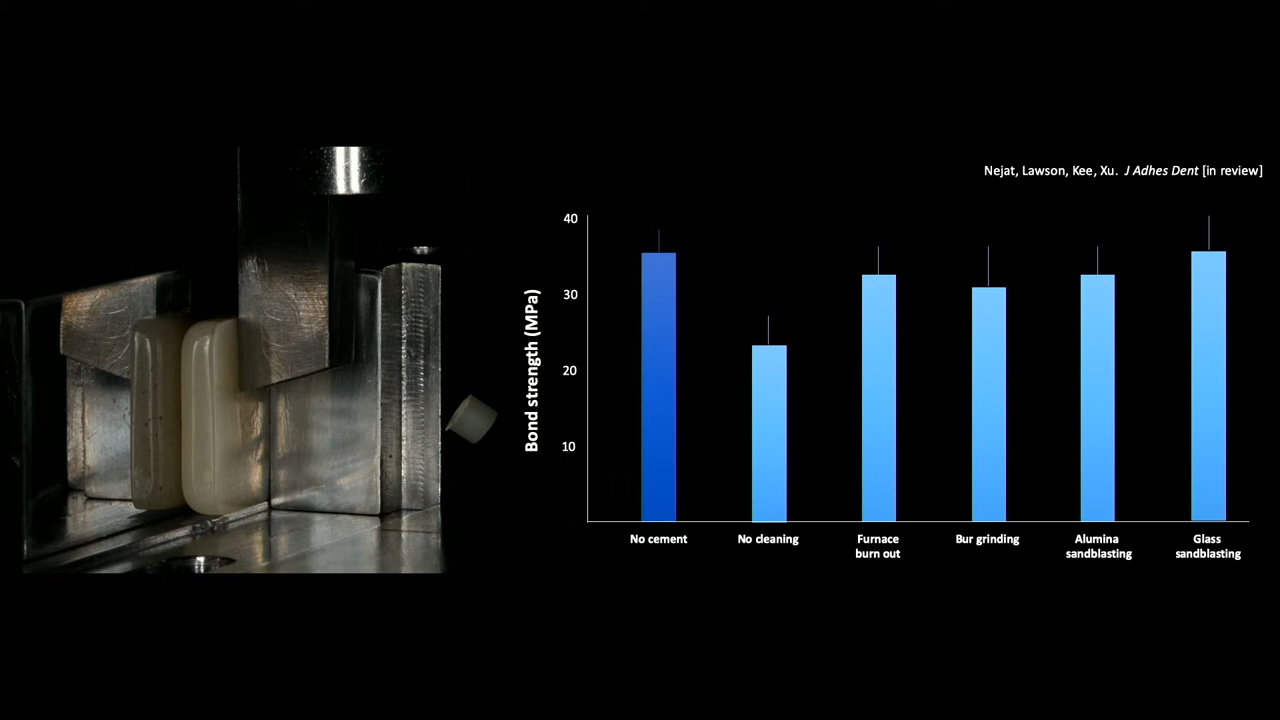 Nejat, Lawson, Kee, Xu. J Adhes Dent [in review]
40
30
20
10
Bond strength (MPa)
No cement
No cleaning
Furnace
burn out
Bur grinding
Alumina
sandblasting
Glass
sandblasting